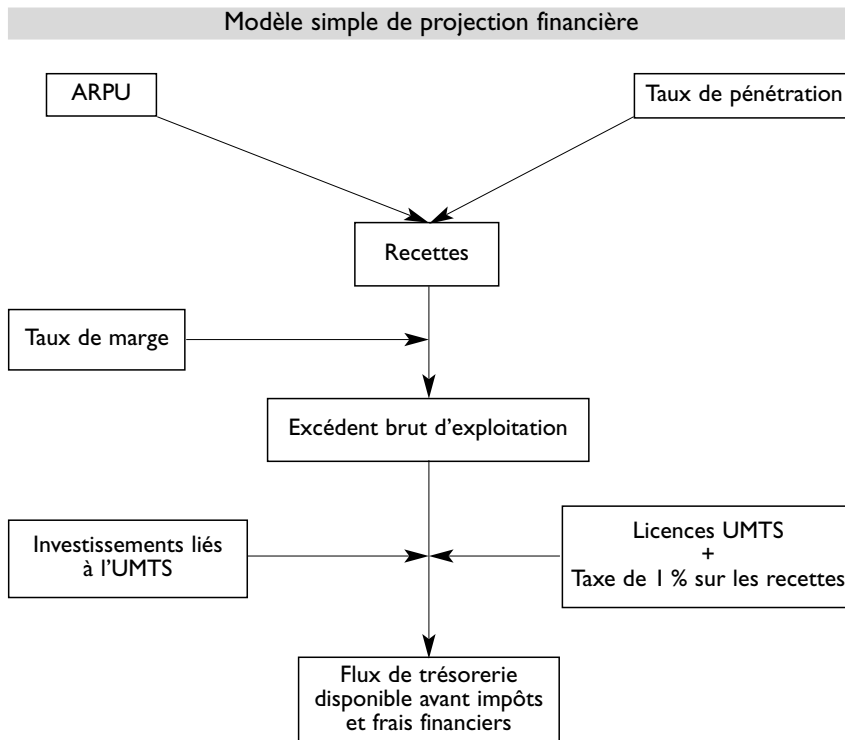 Modèle simple de projection financière
ARPU
Taux de pénétration
Recettes
Taux de marge
Excédent brut d'exploitation
Investissements liés
à l'UMTS
Licences UMTS
+
Taxe de 1 % sur les recettes
Flux de trésorerie
disponible avant impôts
et frais financiers